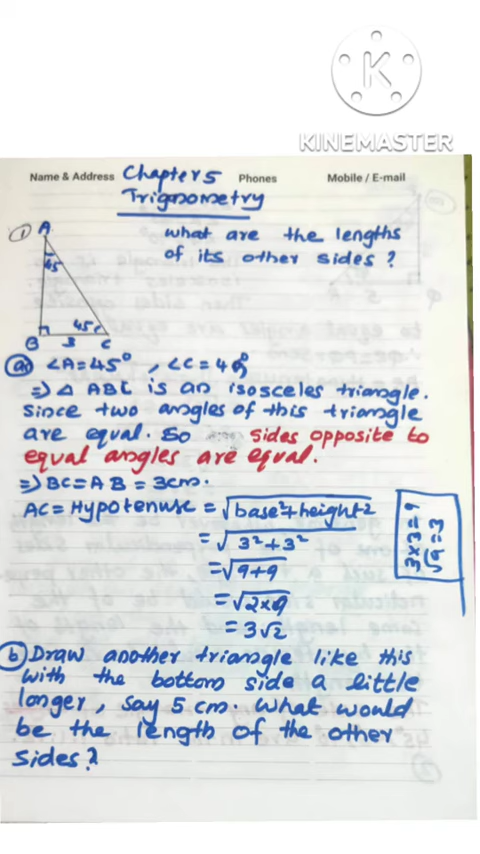 K
KINEMASTER
Name & Address Chapter 5 Phones Mobile / E-mail
Trignometry
1 A
what are the lengths
of its other sides?
45
45
B 3 C
a ∠A=45°, ∠C=45°
⇒ △ ABC is an isosceles triangle.
Since two angles of this triangle
are equal. So sides opposite to
equal angles are equal.
⇒ BC=AB=3cm.
AC=Hypotenuse = √base²+height²
= √3²+3²
= √9+9
= √2×9
= 3√2
3×3=9
√9=3
b Draw another triangle like this
with the bottom side a little
longer, say 5 cm. What would
be the length of the other
sides?